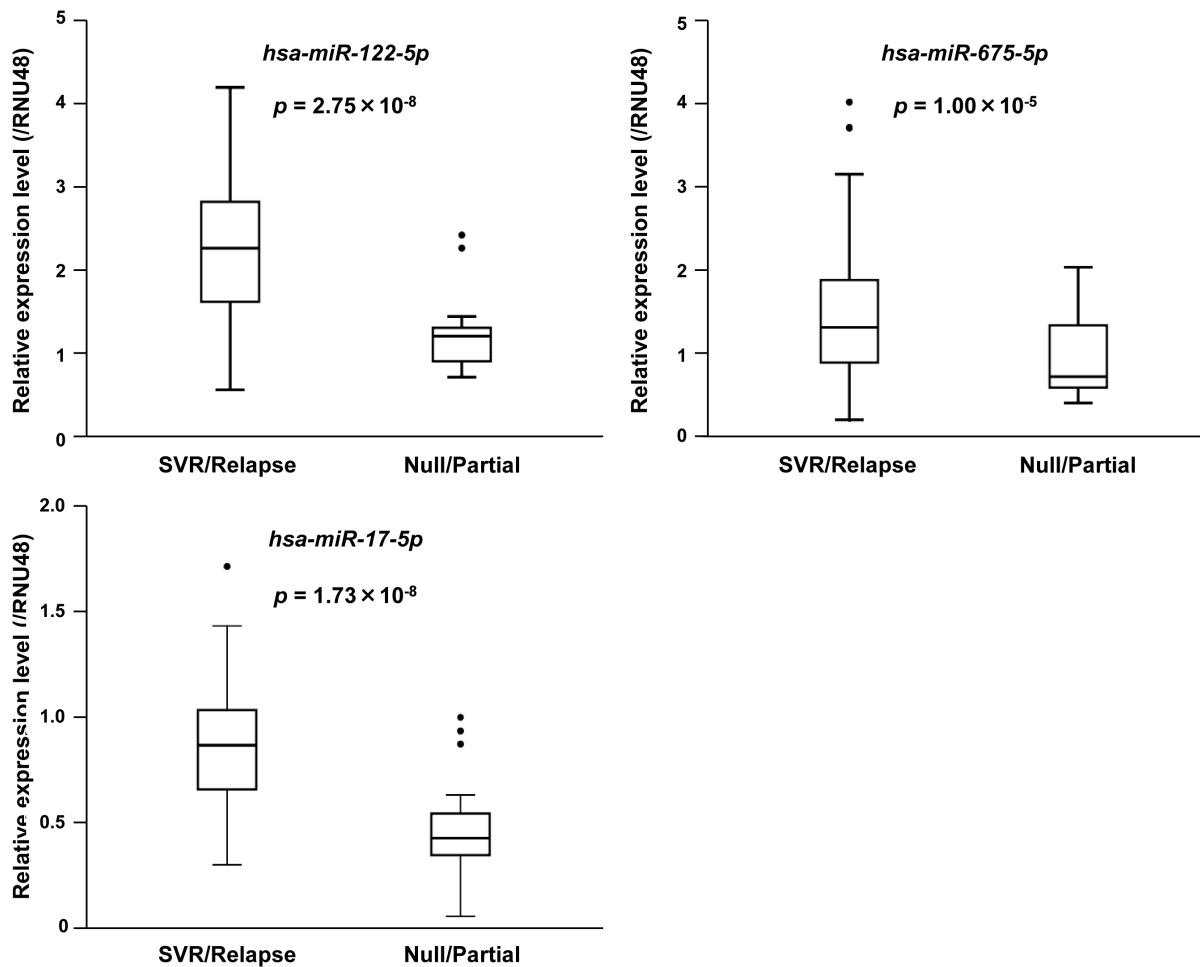 hsa-miR-122-5p
p = 2.75×10-8
Relative expression level (/RNU48)
5
4
3
2
1
0
SVR/Relapse
Null/Partial
hsa-miR-675-5p
p = 1.00×10-5
Relative expression level (/RNU48)
5
4
3
2
1
0
SVR/Relapse
Null/Partial
hsa-miR-17-5p
p = 1.73×10-8
Relative expression level (/RNU48)
2.0
1.5
1.0
0.5
0
SVR/Relapse
Null/Partial